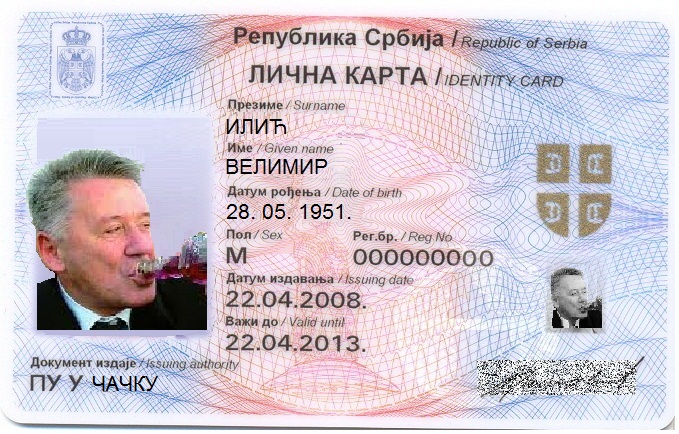 Република Србија / Republic of Serbia
ЛИЧНА КАРТА / IDENTITY CARD
Презиме / Surname
ИЛИЋ
Име / Given name
ВЕЛИМИР
Датум рођења / Date of birth
28. 05. 1951.
Пол / Sex Рег.бр. / Reg No
М 000000000
Датум издавања / Issuing date
22.04.2008.
Важи до / Valid until
22.04.2013.
Документ издаје / Issuing authority
ПУ У ЧАЧКУ